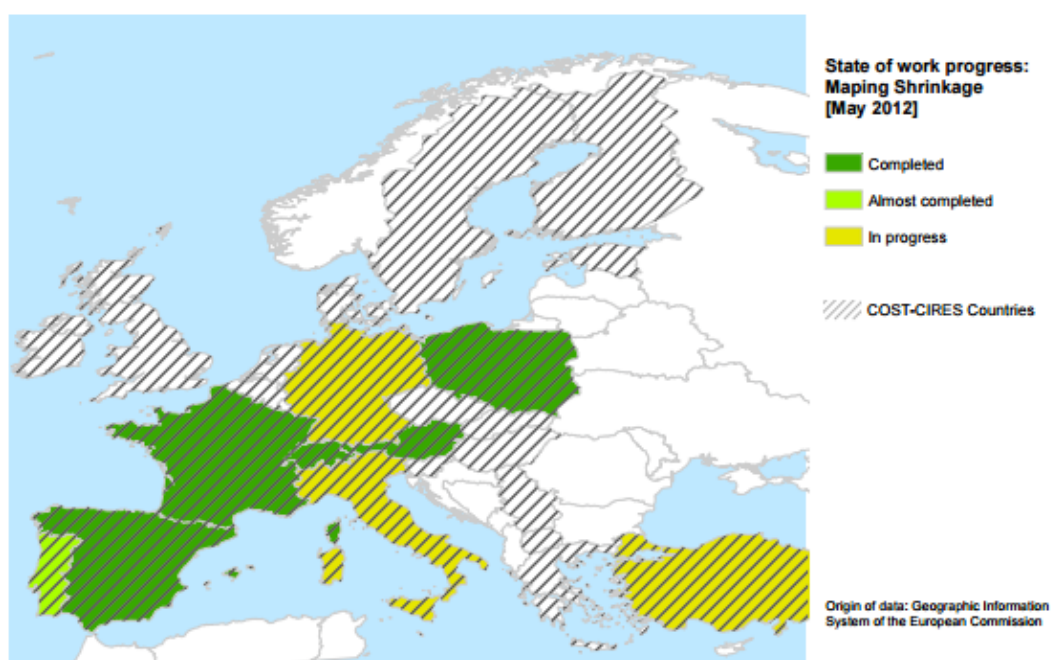 State of work progress:
Maping Shrinkage
[May 2012]
Completed
Almost completed
In progress
COST-CIRES Countries
Origin of data: Geographic Information
System of the European Commission